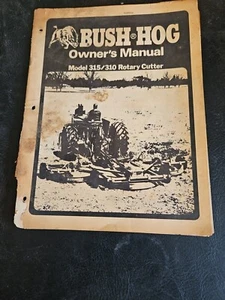 BUSH®HOG
Owner's Manual
Model 315/310 Rotary Cutter